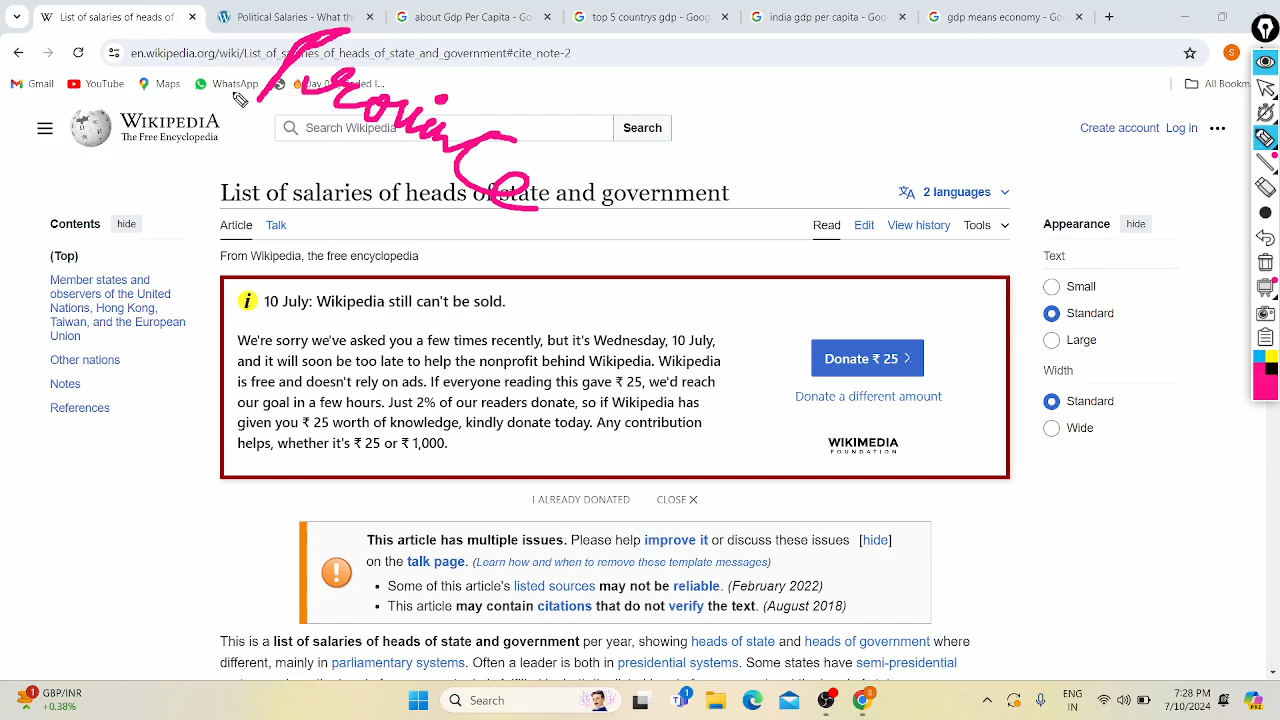 List of salaries of heads of state
Political Salaries - What the
aboutGdp Per Capita - Go
top 5 countrys gdp - Goo
india gdp per capita - Goo
gdp means economy - Go
en.wikipedia.org/wiki/List_of_salaries_of_heads_of_state_and_government#cite_note-2
S
Gmail
YouTube
Maps
WhatsApp
All Bookm
Province
WIKIPEDIA
The Free Encyclopedia
Search Wikipedia
Search
Create account
Log in
List of salaries of heads of state and government
2 languages
Contents
hide
(Top)
Member states and
observers of the United
Nations, Hong Kong,
Taiwan, and the European
Union
Other nations
Notes
References
Article
Talk
Read
Edit
View history
Tools
From Wikipedia, the free encyclopedia
i 10 July: Wikipedia still can't be sold.
We're sorry we've asked you a few times recently, but it's Wednesday, 10 July,
and it will soon be too late to help the nonprofit behind Wikipedia. Wikipedia
is free and doesn't rely on ads. If everyone reading this gave ₹ 25, we'd reach
our goal in a few hours. Just 2% of our readers donate, so if Wikipedia has
given you ₹ 25 worth of knowledge, kindly donate today. Any contribution
helps, whether it's ₹ 25 or ₹ 1,000.
Donate ₹ 25
Donate a different amount
WIKIMEDIA
FOUNDATION
I ALREADY DONATED
CLOSE
Appearance
hide
Text
Small
Standard
Large
Width
Standard
Wide
This article has multiple issues. Please help improve it or discuss these issues [hide]
on the talk page. (Learn how and when to remove these template messages)
• Some of this article's listed sources may not be reliable. (February 2022)
• This article may contain citations that do not verify the text. (August 2018)
This is a list of salaries of heads of state and government per year, showing heads of state and heads of government where
different, mainly in parliamentary systems. Often a leader is both in presidential systems. Some states have semi-presidential
1
GBP/INR
+0.38%
Search
1
S
ENG
IN
7:28 PM
7/10/2024
PRE